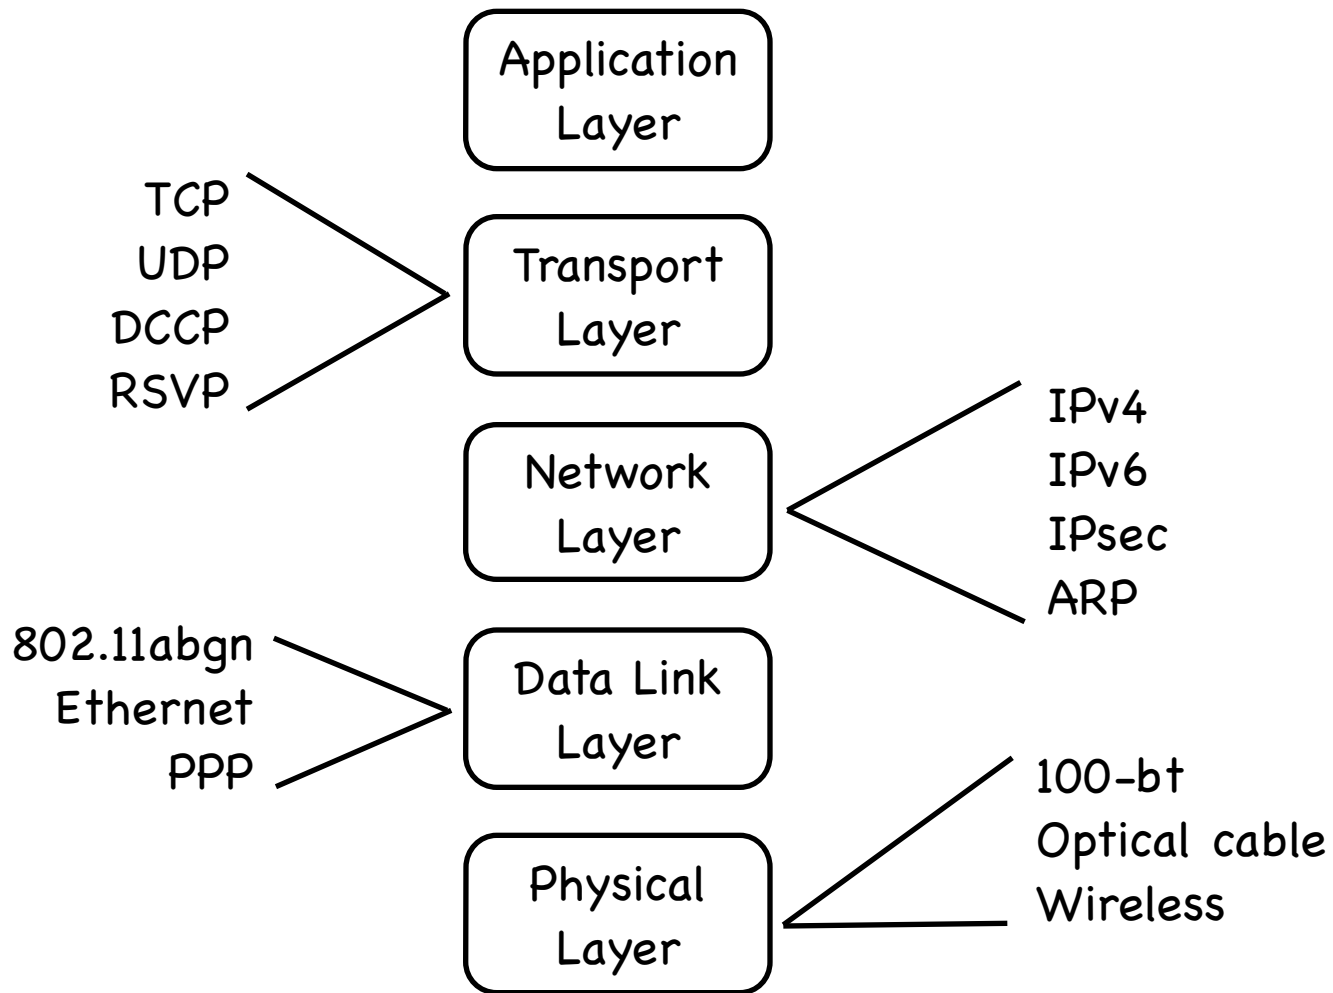 Application
Layer
TCP
UDP
DCCP
RSVP
Transport
Layer
Network
Layer
IPv4
IPv6
IPsec
ARP
802.11abgn
Ethernet
PPP
Data Link
Layer
Physical
Layer
100-bt
Optical cable
Wireless